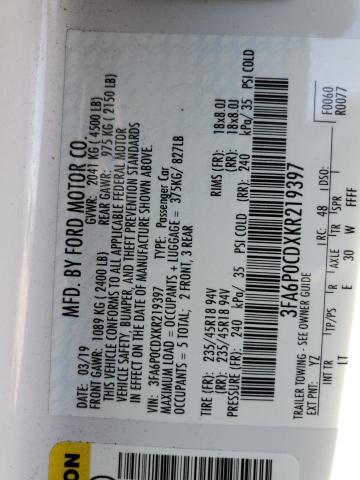 MFD. BY FORD MOTOR CO.
03/19 GVWR: 2041 KG ( 4500 LB)
FRONT GAWR: 1089 KG ( 2400 LB) REAR GAWR: 975 KG ( 2150 LB)
THIS VEHICLE CONFORMS TO ALL APPLICABLE FEDERAL MOTOR
VEHICLE SAFETY, BUMPER, AND THEFT PREVENTION STANDARDS
IN EFFECT ON THE DATE OF MANUFACTURE SHOWN ABOVE.
VIN: 3FA6P0CDXKR219397 TYPE: Passenger Car
MAXIMUM LOAD = OCCUPANTS + LUGGAGE = 375KG/ 827LB
OCCUPANTS = 5 TOTAL; 2 FRONT, 3 REAR
TIRE (FR): 235/45R18 94V RIMS (FR): 18x8.0J
(RR): 235/45R18 94V (RR): 18x8.0J
(FR): 240 kPa/ 35 PSI COLD
(RR): 240 kPa/ 35 PSI COLD
3FA6P0CDXKR219397
TRAILER TOWING - SEE OWNER GUIDE
F0060
R0077
EXT PNT: YZ RC: 48 DSO:
INT TR TP/PS R AXLE TR SPR
LT E 30 W FFFF
ON